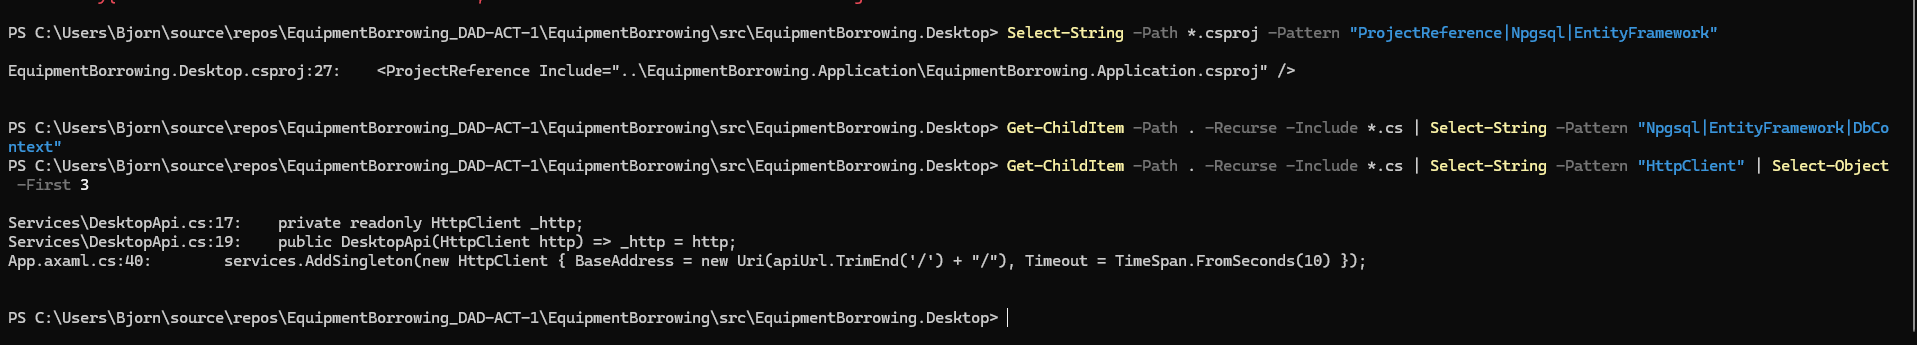 PS C:\Users\Bjorn\source\repos\EquipmentBorrowing_DAD-ACT-1\EquipmentBorrowing\src\EquipmentBorrowing.Desktop> Select-String -Path *.csproj -Pattern "ProjectReference|Npgsql|EntityFramework"
EquipmentBorrowing.Desktop.csproj:27:    <ProjectReference Include="..\EquipmentBorrowing.Application\EquipmentBorrowing.Application.csproj" />
PS C:\Users\Bjorn\source\repos\EquipmentBorrowing_DAD-ACT-1\EquipmentBorrowing\src\EquipmentBorrowing.Desktop> Get-ChildItem -Path . -Recurse -Include *.cs | Select-String -Pattern "Npgsql|EntityFramework|DbCo
ntext"
PS C:\Users\Bjorn\source\repos\EquipmentBorrowing_DAD-ACT-1\EquipmentBorrowing\src\EquipmentBorrowing.Desktop> Get-ChildItem -Path . -Recurse -Include *.cs | Select-String -Pattern "HttpClient" | Select-Object
 -First 3
Services\DesktopApi.cs:17:    private readonly HttpClient _http;
Services\DesktopApi.cs:19:    public DesktopApi(HttpClient http) => _http = http;
App.axaml.cs:40:        services.AddSingleton(new HttpClient { BaseAddress = new Uri(apiUrl.TrimEnd('/') + "/"), Timeout = TimeSpan.FromSeconds(10) });
PS C:\Users\Bjorn\source\repos\EquipmentBorrowing_DAD-ACT-1\EquipmentBorrowing\src\EquipmentBorrowing.Desktop>